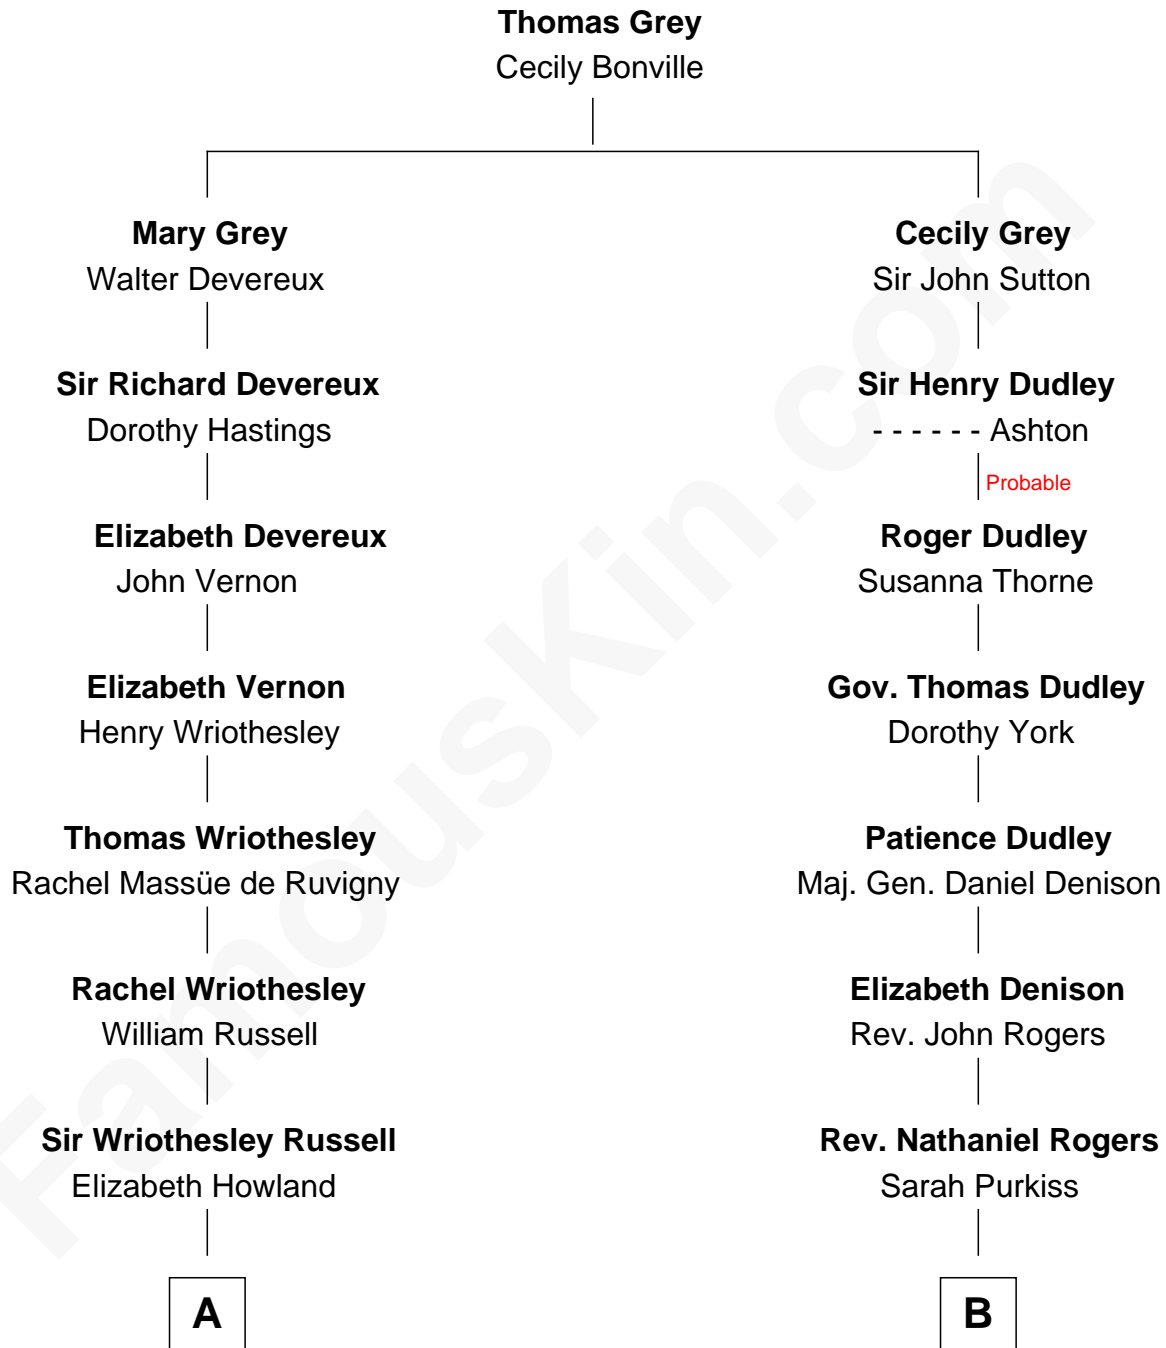 Thomas Grey
Cecily Bonville
Mary Grey
Walter Devereux
Sir Richard Devereux
Dorothy Hastings
Elizabeth Devereux
John Vernon
Elizabeth Vernon
Henry Wriothesley
Thomas Wriothesley
Rachel Massüe de Ruvigny
Rachel Wriothesley
William Russell
Sir Wriothesley Russell
Elizabeth Howland
A
Cecily Grey
Sir John Sutton
Sir Henry Dudley
- - - - - - Ashton
Probable
Roger Dudley
Susanna Thorne
Gov. Thomas Dudley
Dorothy York
Patience Dudley
Maj. Gen. Daniel Denison
Elizabeth Denison
Rev. John Rogers
Rev. Nathaniel Rogers
Sarah Purkiss
B
FamousKin.com